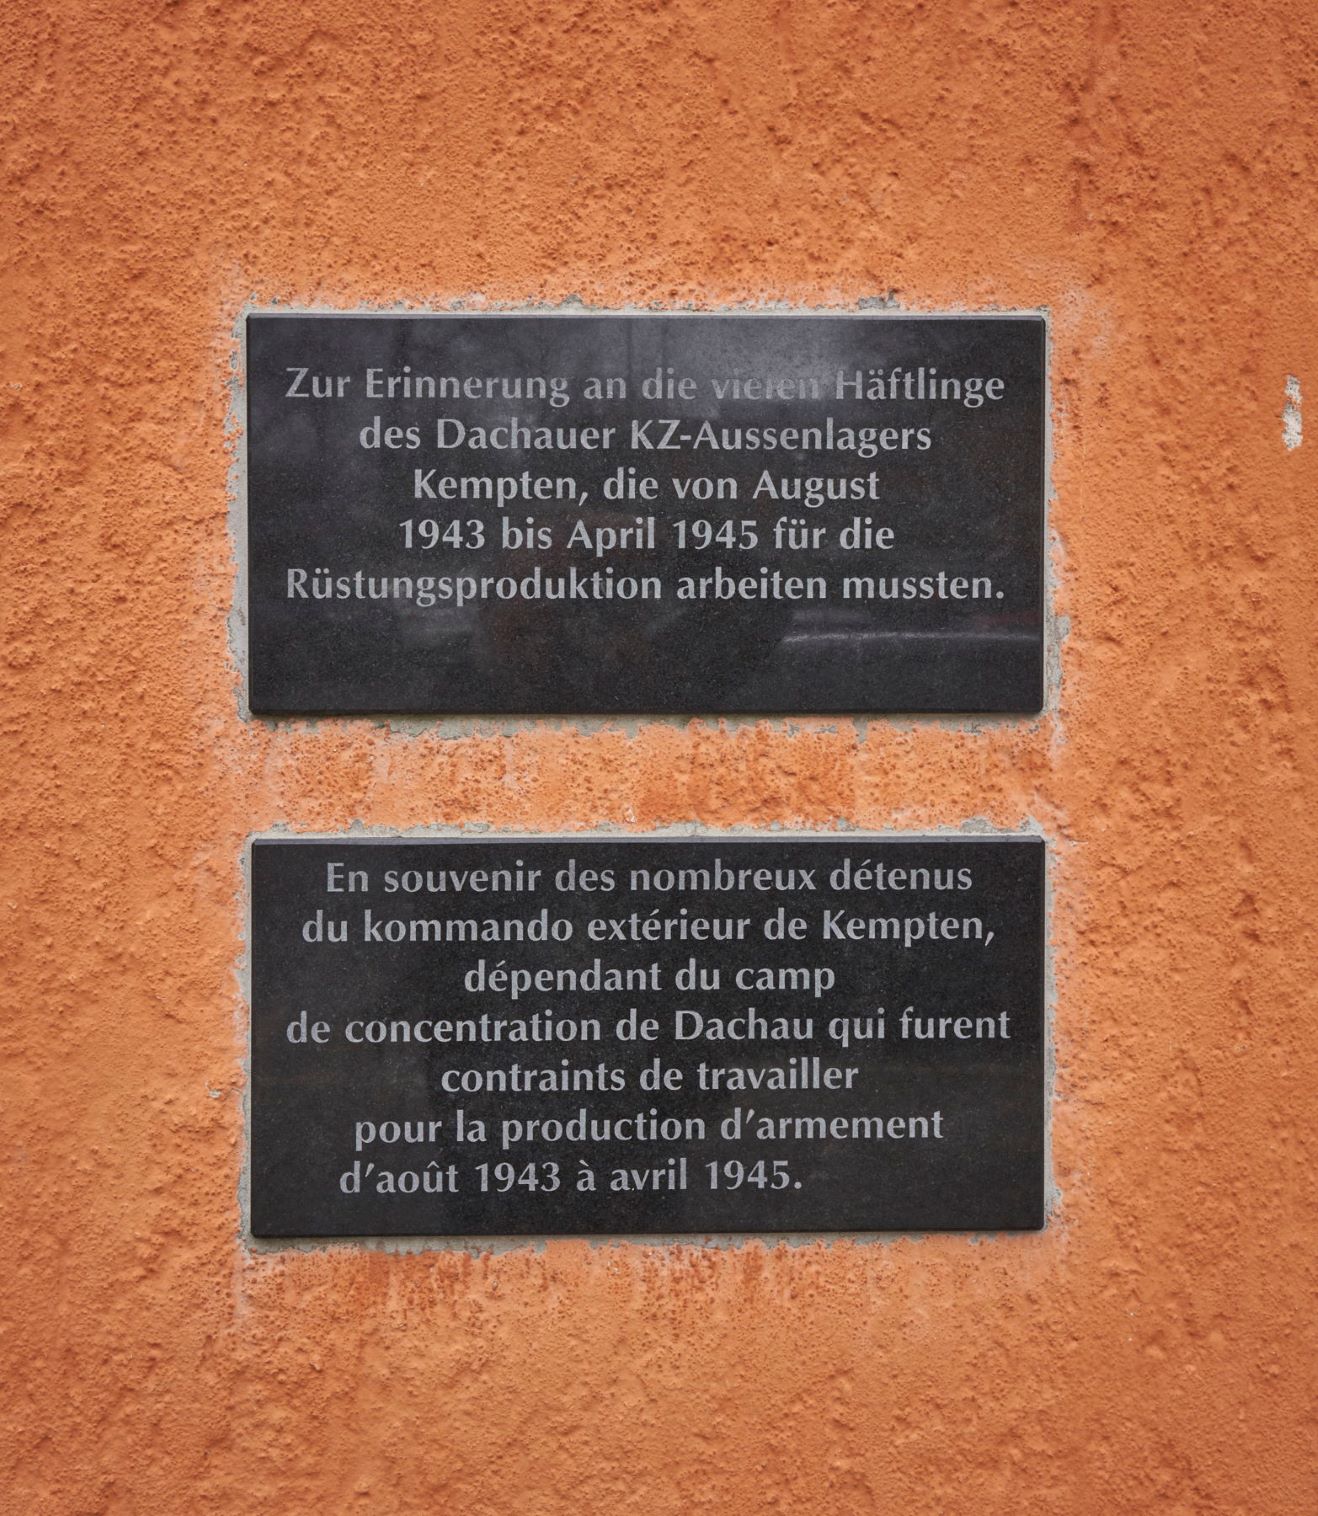 Zur Erinnerung an die vielen Häftlinge
des Dachauer KZ-Aussenlagers
Kempten, die von August
1943 bis April 1945 für die
Rüstungsproduktion arbeiten mussten.
En souvenir des nombreux détenus
du kommando extérieur de Kempten,
dépendant du camp
de concentration de Dachau qui furent
contraints de travailler
pour la production d’armement
d’août 1943 à avril 1945.